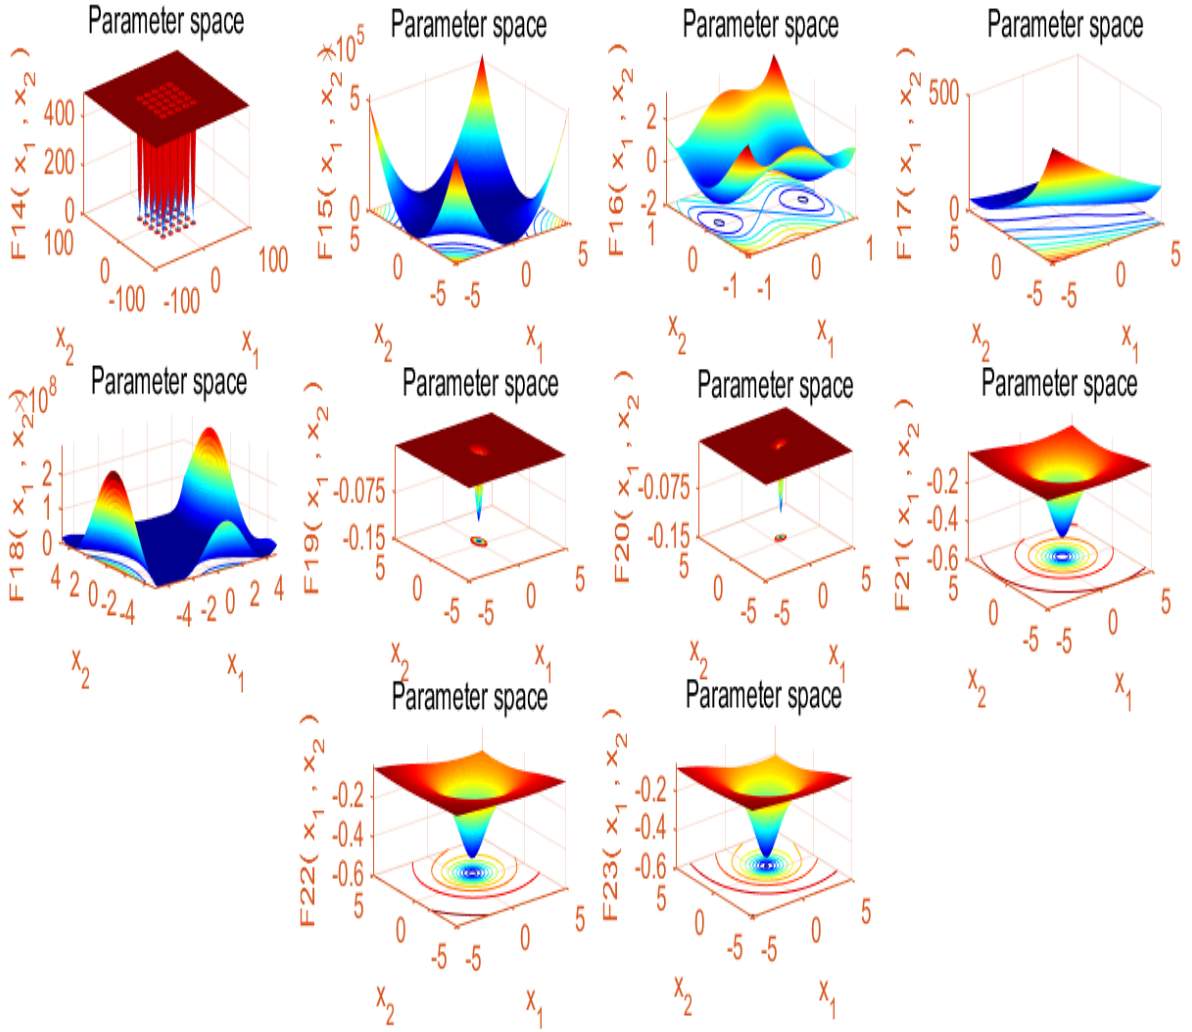 Parameter space
F14( x1 , x2 )
400
200
0
100
0
-100
-100
0
100
x2
x1
Parameter space
×10^5
F15( x1 , x2 )
5
0
5
0
-5
-5
0
5
x2
x1
Parameter space
F16( x1 , x2 )
2
0
-2
1
0
-1
-1
0
1
x2
x1
Parameter space
F17( x1 , x2 )
500
0
5
0
-5
-5
0
5
x2
x1
Parameter space
×10^8
F18( x1 , x2 )
2
1
0
4 2 0 -2 -4
-4 -2 0 2 4
x2
x1
Parameter space
F19( x1 , x2 )
-0.075
-0.15
5
0
-5
-5
0
5
x2
x1
Parameter space
F20( x1 , x2 )
-0.075
-0.15
5
0
-5
-5
0
5
x2
x1
Parameter space
F21( x1 , x2 )
-0.2
-0.4
-0.6
5
0
-5
-5
0
5
x2
x1
Parameter space
F22( x1 , x2 )
-0.2
-0.4
-0.6
5
0
-5
-5
0
5
x2
x1
Parameter space
F23( x1 , x2 )
-0.2
-0.4
-0.6
5
0
-5
-5
0
5
x2
x1